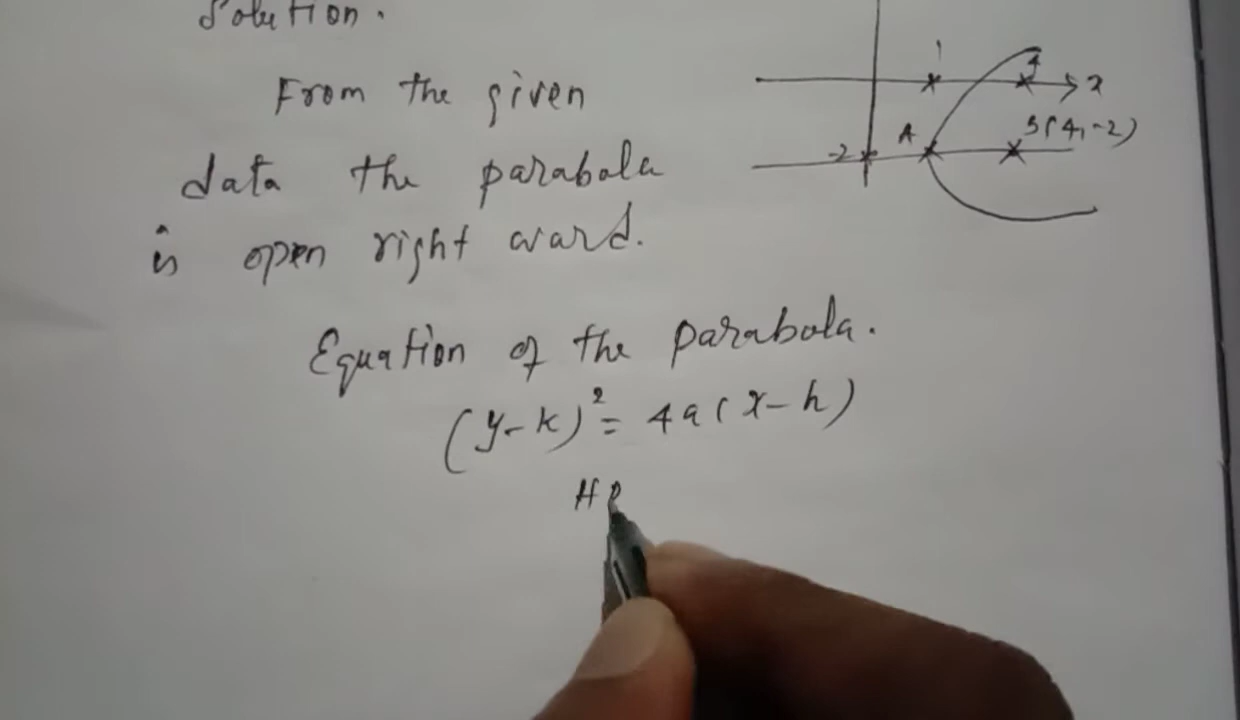 Solution.
From the given
data the parabola
is open right ward.
Equation of the parabola.
(y-k)²= 4a(x-h)
He
1
4
x
A
S(4,-2)
-2